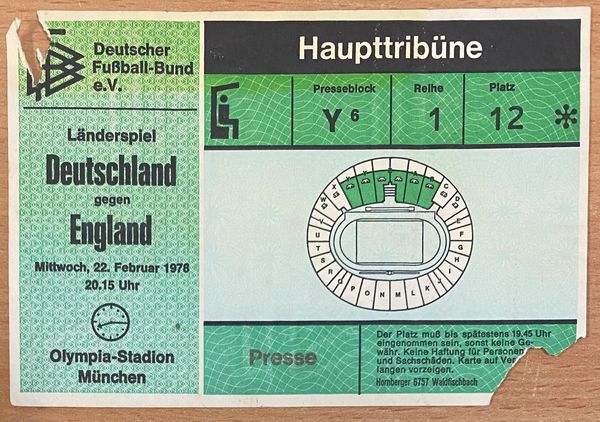 Deutscher
Fußball-Bund
e.V.
Länderspiel
Deutschland
gegen
England
Mittwoch, 22. Februar 1978
20.15 Uhr
Olympia-Stadion
München
Haupttribüne
Presseblock
Y 6
Reihe
1
Platz
12 *
Presse
Der Platz muß bis spätestens 19.45 Uhr
eingenommen sein, sonst keine Ge-
währ. Keine Haftung für Personen
und Sachschäden. Karte auf Ver
langen vorzeigen.
Hornberger 6757 Waldfischbach